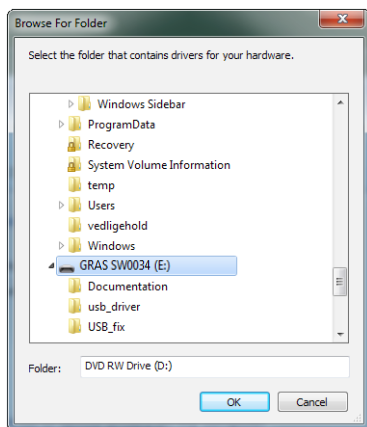 Browse For Folder
Select the folder that contains drivers for your hardware.
Windows Sidebar
ProgramData
Recovery
System Volume Information
temp
Users
vedligehold
Windows
GRAS SW0034 (E:)
Documentation
usb_driver
USB_fix
Folder: DVD RW Drive (D:)
OK Cancel